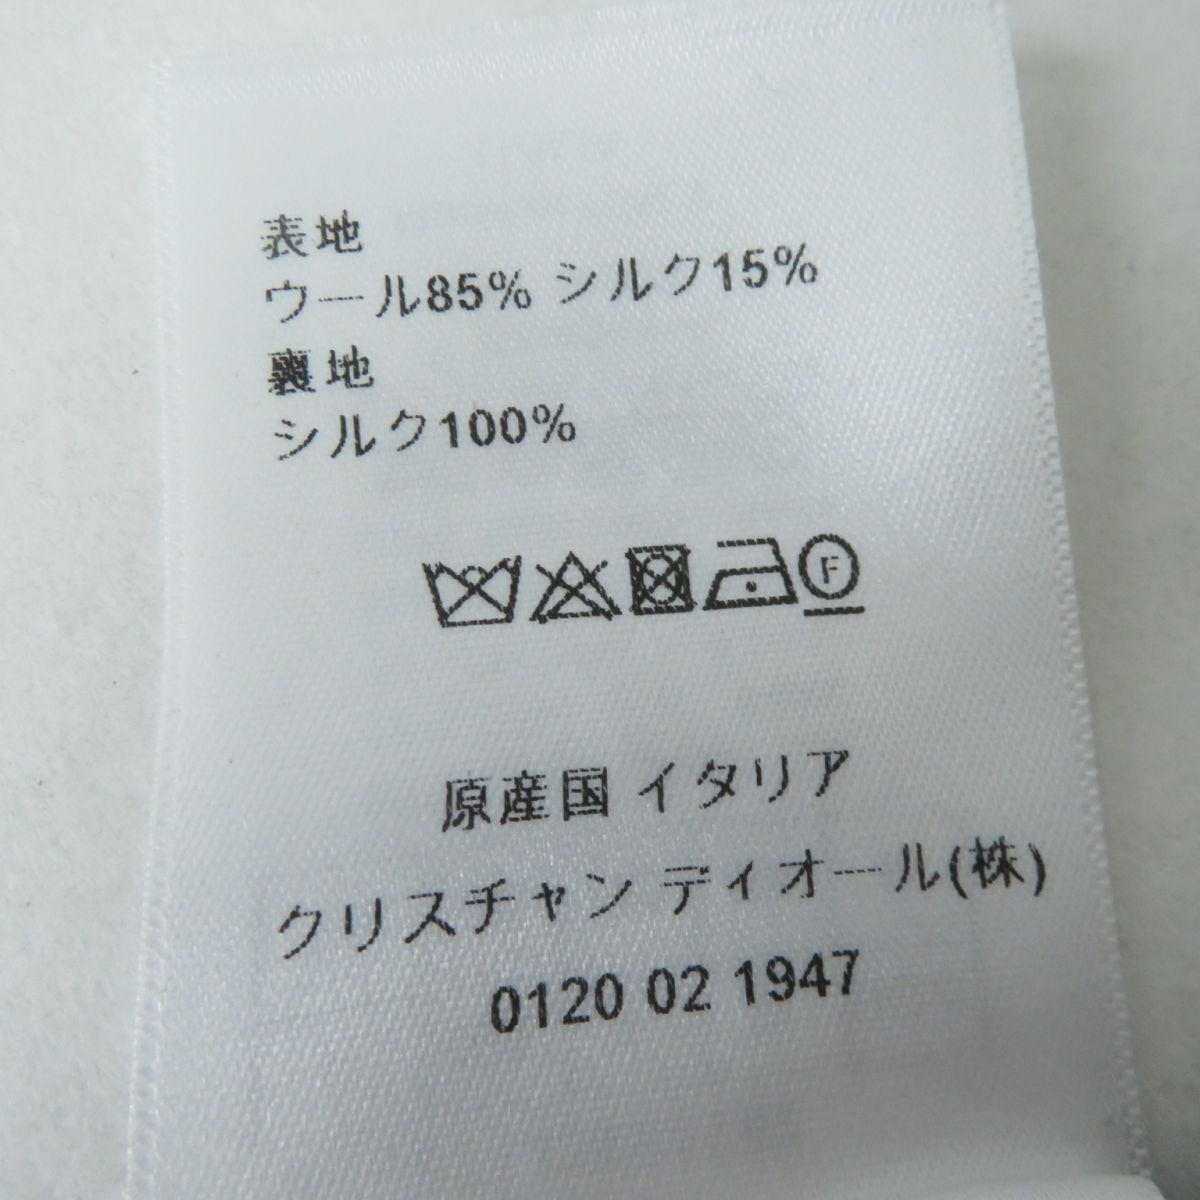 表地
ウール85% シルク15%
裏地
シルク100%
F
原産国 イタリア
クリスチャン ディオール(株)
0120 02 1947